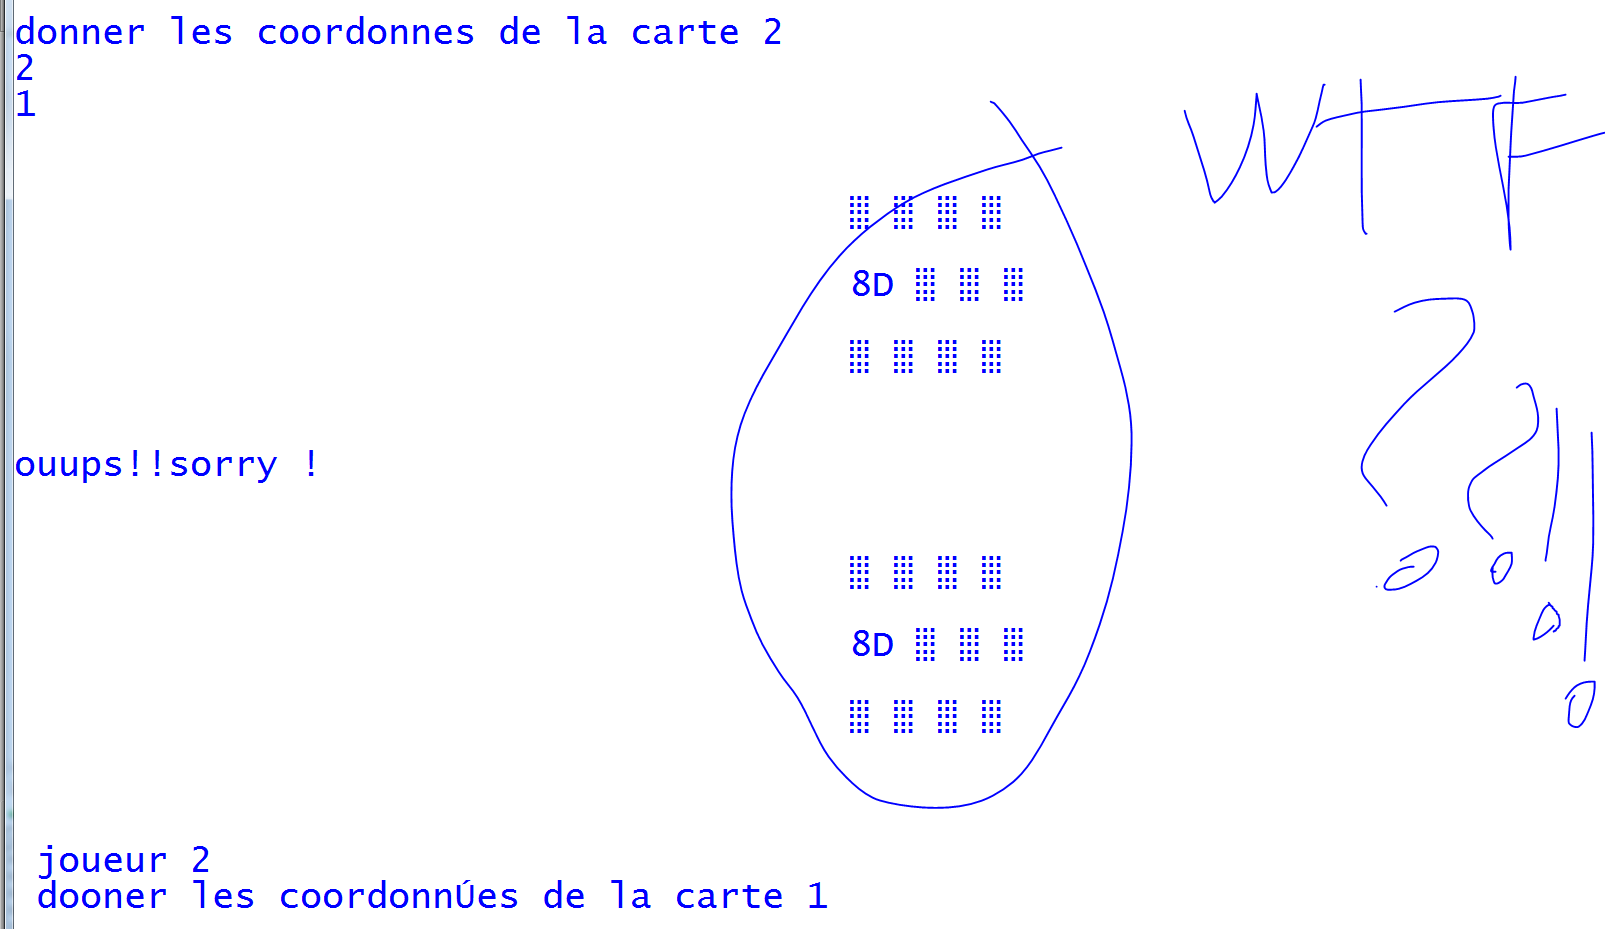 donner les coordonnes de la carte 2
2
1
WTF
░ ░ ░ ░
8D ░ ░ ░
░ ░ ░ ░
??!!
ouups!!sorry !
░ ░ ░ ░
8D ░ ░ ░
░ ░ ░ ░
joueur 2
dooner les coordonnÚes de la carte 1